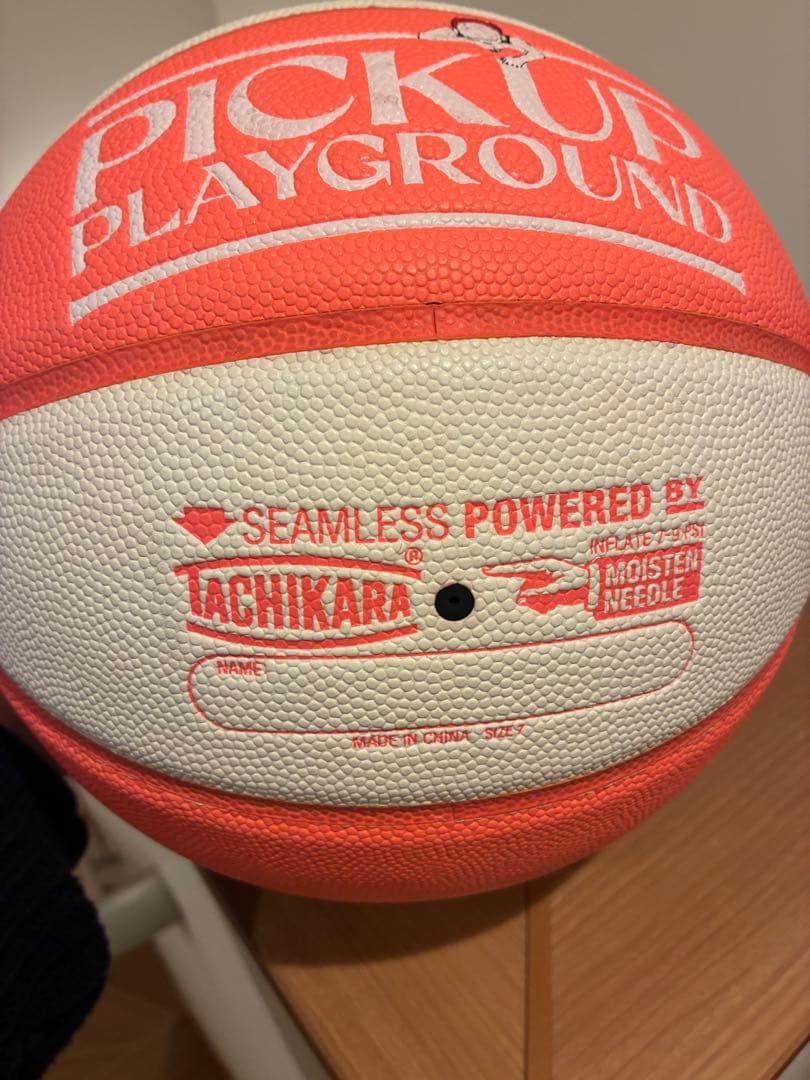 PICKUP
PLAYGROUND
SEAMLESS POWERED BY
INFLATE 7-9 PSI
TACHIKARA®
MOISTEN
NEEDLE
NAME:
MADE IN CHINA SIZE 7